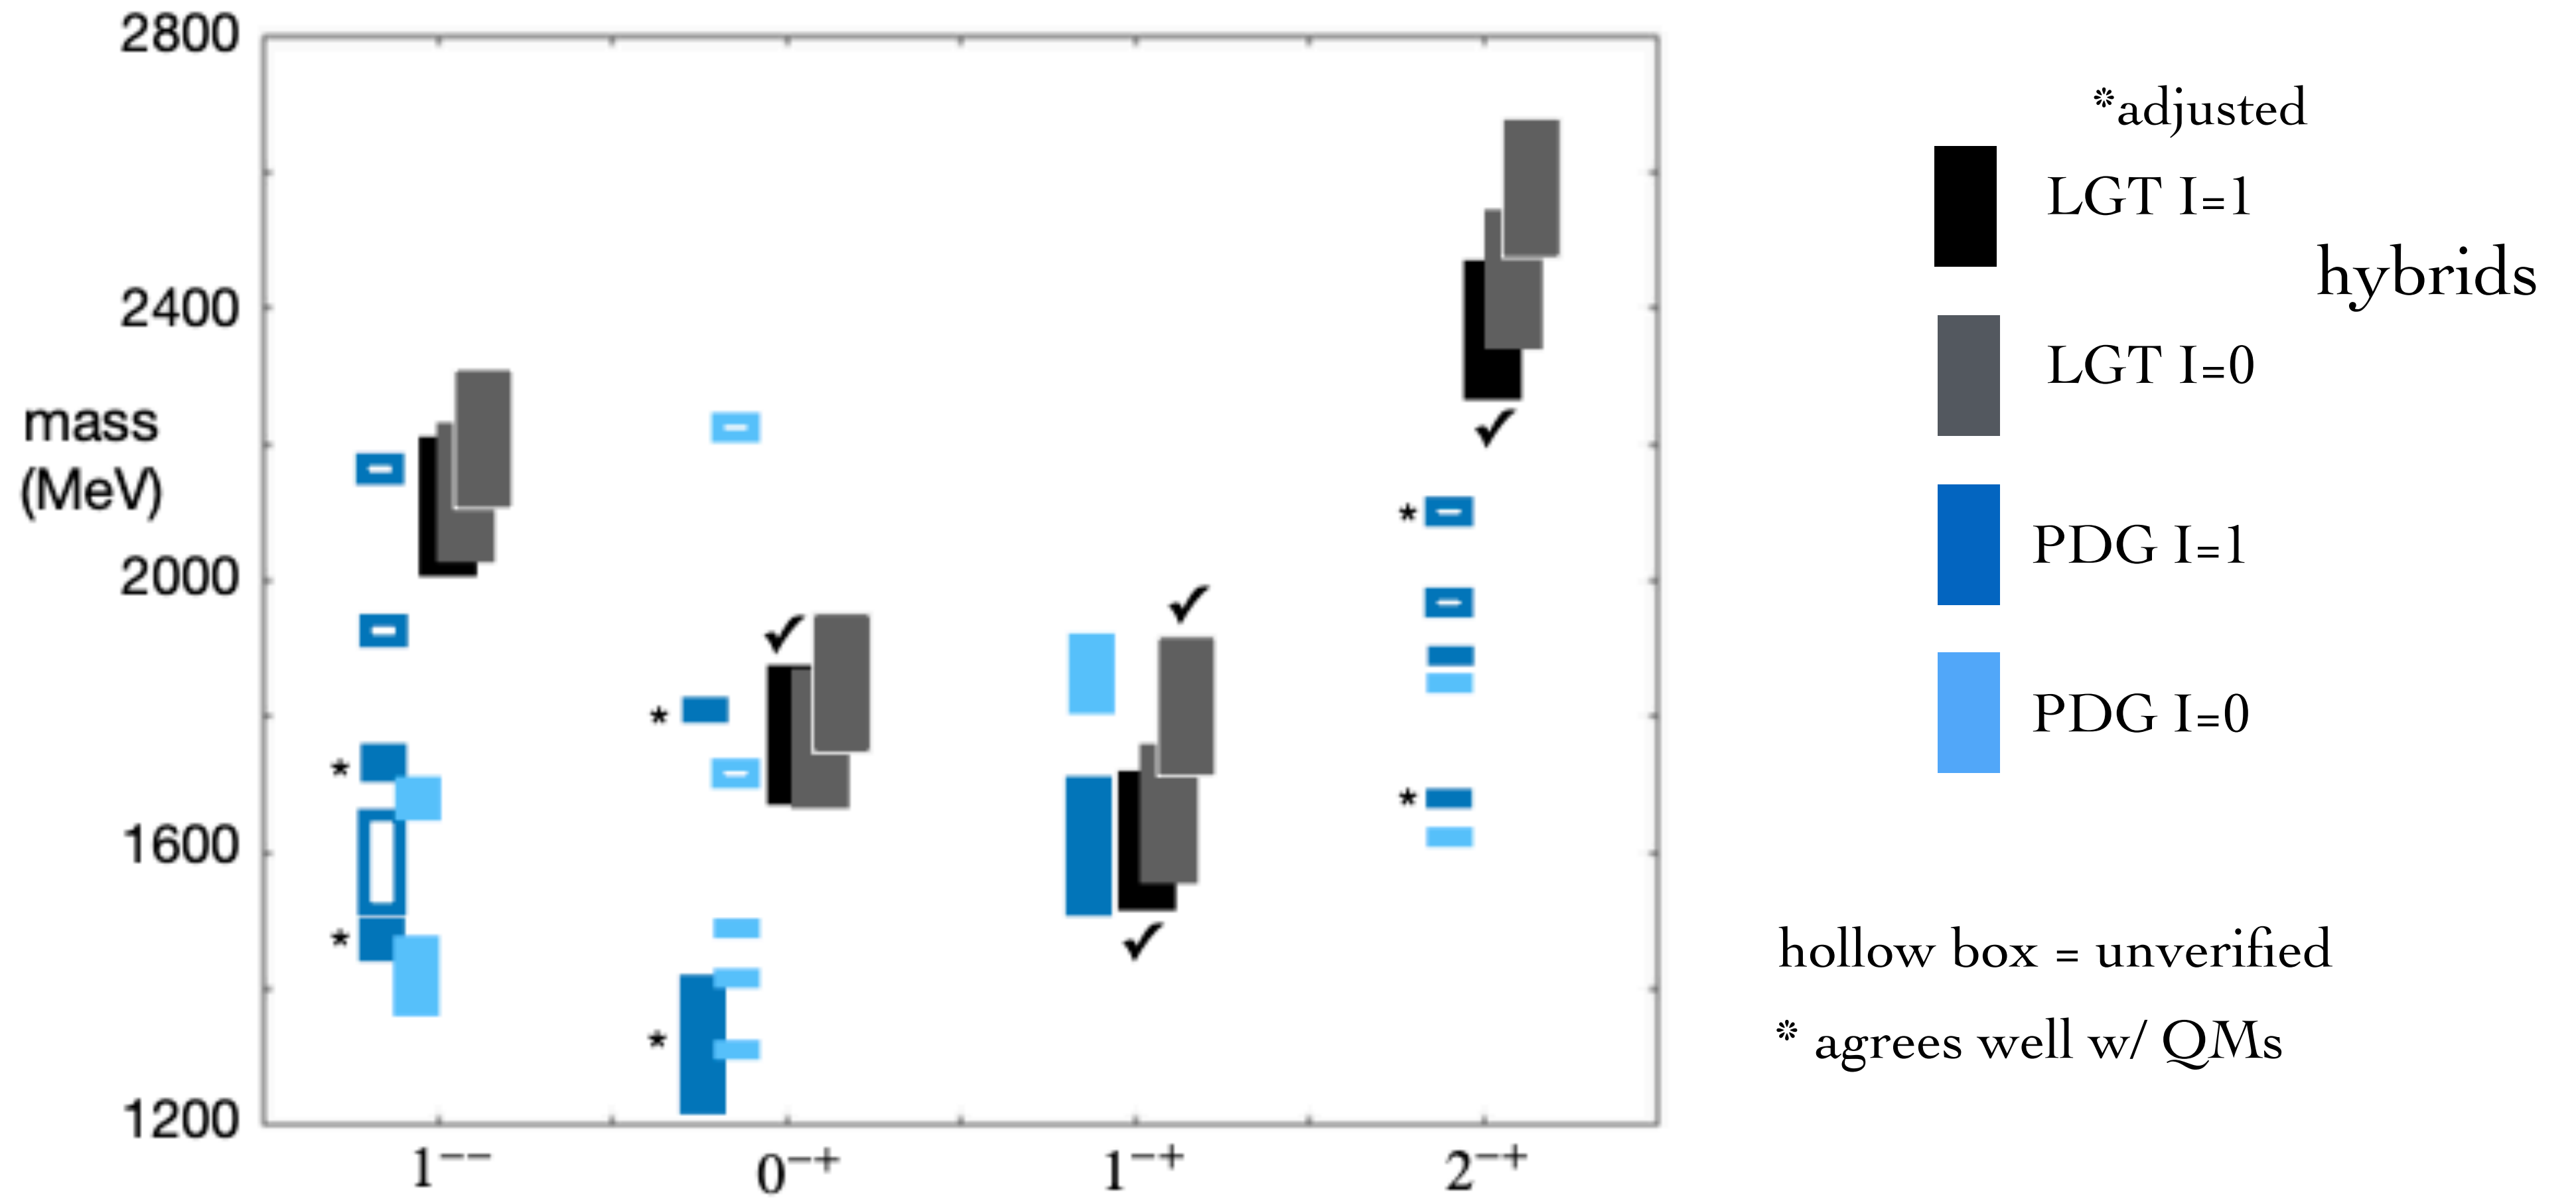 2800
2400
mass
(MeV)
2000
1600
1200
1⁻⁻
0⁻⁺
1⁻⁺
2⁻⁺
*
*
*
*
*
*
✓
✓
✓
✓
*adjusted
LGT I=1
hybrids
LGT I=0
PDG I=1
PDG I=0
hollow box = unverified
* agrees well w/ QMs